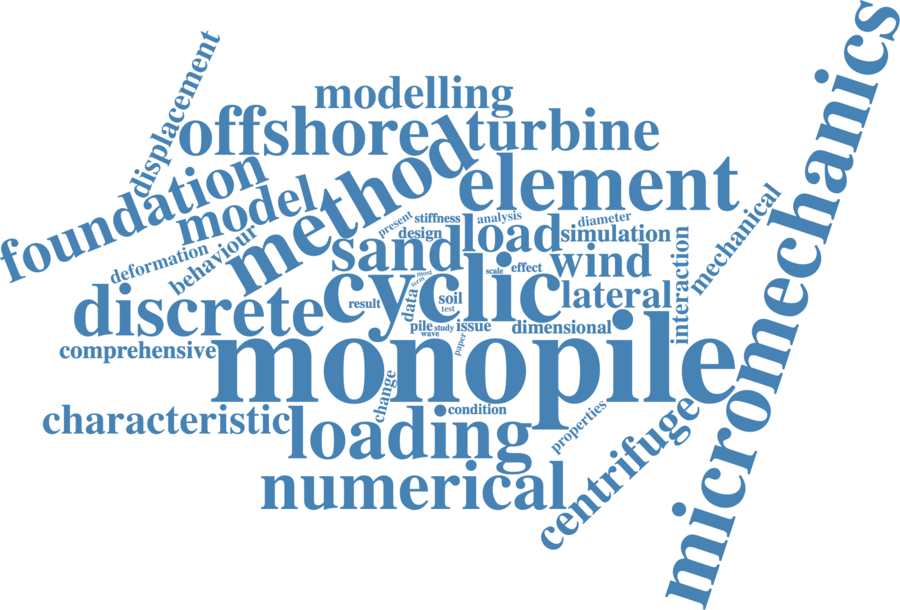 displacement
modelling
offshore
turbine
method
foundation
model
element
micromechanics
present
stiffness
analysis
diameter
design
sand
load
simulation
mechanical
behaviour
deformation
interaction
most
term
scale
effect
wind
cyclic
discrete
data
result
soil
test
lateral
pile
study
issue
wave
dimensional
paper
comprehensive
monopile
change
condition
properties
characteristic
loading
centrifuge
numerical